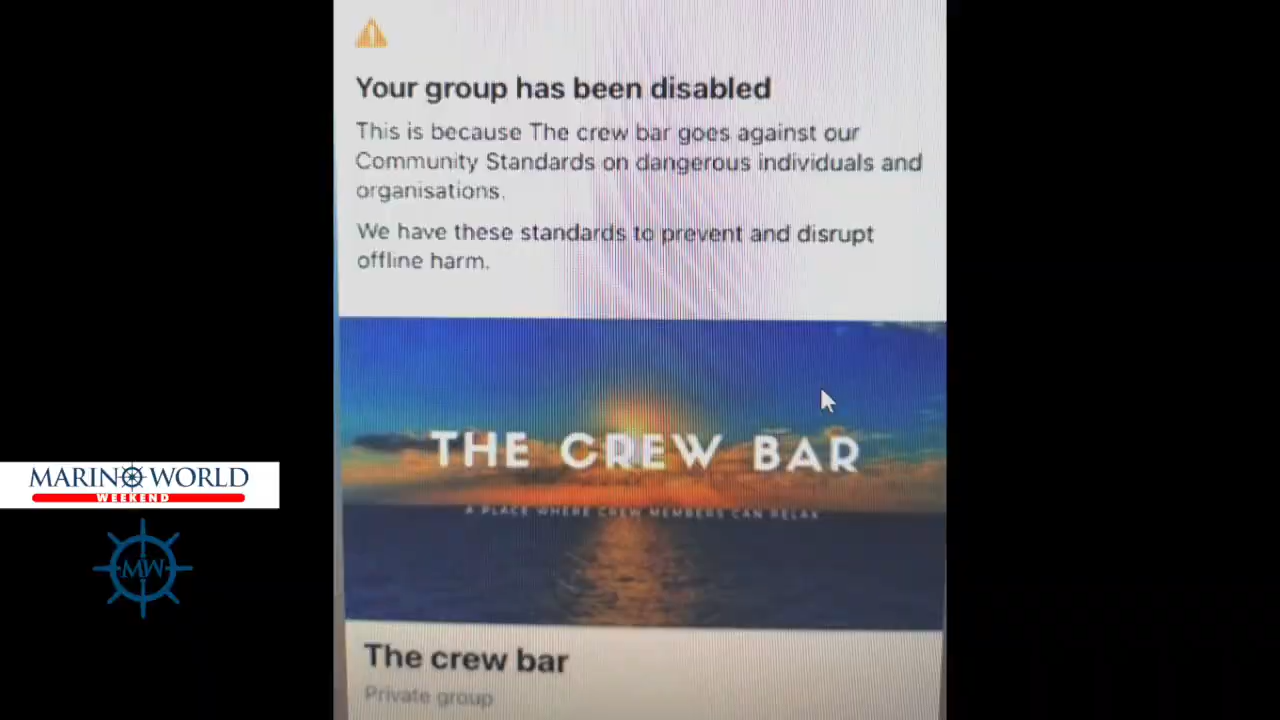 Your group has been disabled
This is because The crew bar goes against our
Community Standards on dangerous individuals and
organisations.
We have these standards to prevent and disrupt
offline harm.
THE CREW BAR
A PLACE WHERE CREW MEMBERS CAN RELAX
The crew bar
Private group
MARINO WORLD
WEEKEND
MW